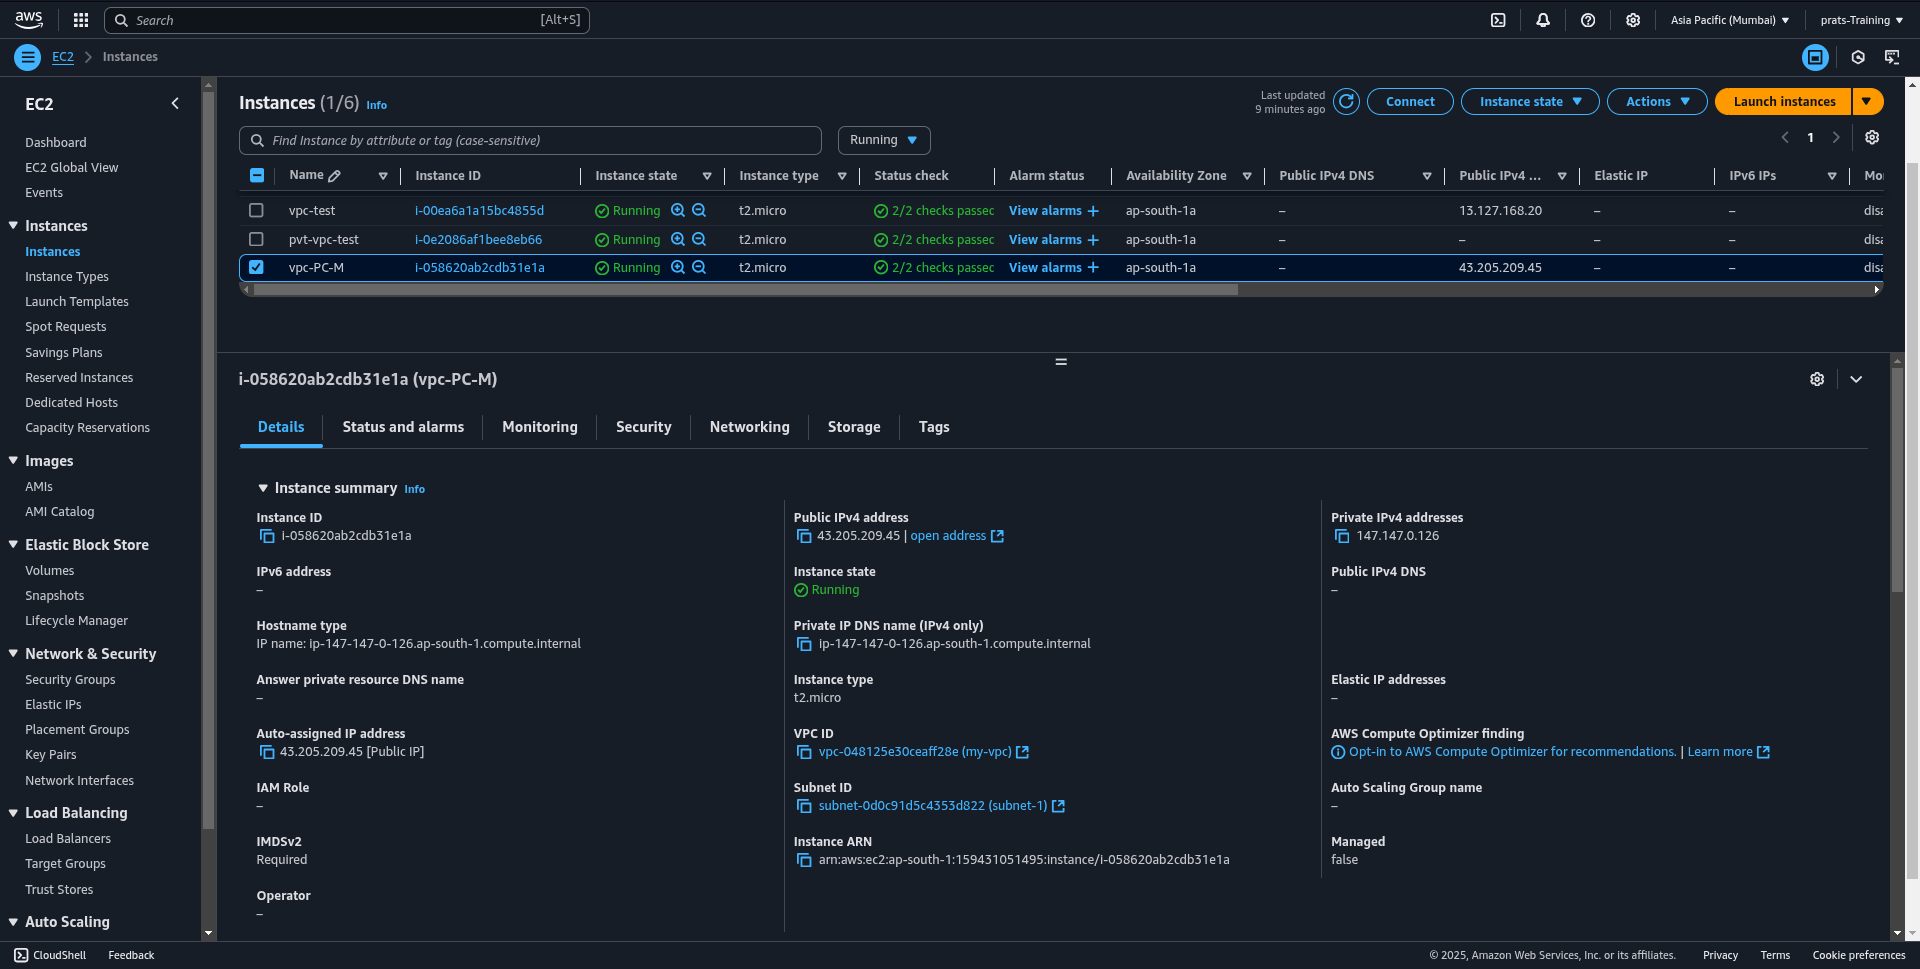 aws
Search [Alt+S]
Asia Pacific (Mumbai)
prats-Training
EC2
Instances
EC2
Dashboard
EC2 Global View
Events
Instances
Instances
Instance Types
Launch Templates
Spot Requests
Savings Plans
Reserved Instances
Dedicated Hosts
Capacity Reservations
Images
AMIs
AMI Catalog
Elastic Block Store
Volumes
Snapshots
Lifecycle Manager
Network & Security
Security Groups
Elastic IPs
Placement Groups
Key Pairs
Network Interfaces
Load Balancing
Load Balancers
Target Groups
Trust Stores
Auto Scaling
Instances (1/6) Info
Last updated
9 minutes ago
Connect
Instance state
Actions
Launch instances
Find Instance by attribute or tag (case-sensitive)
Running
1
Name Instance ID Instance state Instance type Status check Alarm status Availability Zone Public IPv4 DNS Public IPv4 ... Elastic IP IPv6 IPs Mo
vpc-test i-00ea6a1a15bc4855d Running t2.micro 2/2 checks passec View alarms + ap-south-1a – 13.127.168.20 – – disa
pvt-vpc-test i-0e2086af1bee8eb66 Running t2.micro 2/2 checks passec View alarms + ap-south-1a – – – – disa
vpc-PC-M i-058620ab2cdb31e1a Running t2.micro 2/2 checks passec View alarms + ap-south-1a – 43.205.209.45 – – disa
i-058620ab2cdb31e1a (vpc-PC-M)
Details
Status and alarms
Monitoring
Security
Networking
Storage
Tags
Instance summary Info
Instance ID
i-058620ab2cdb31e1a
IPv6 address
–
Hostname type
IP name: ip-147-147-0-126.ap-south-1.compute.internal
Answer private resource DNS name
–
Auto-assigned IP address
43.205.209.45 [Public IP]
IAM Role
–
IMDSv2
Required
Operator
–
Public IPv4 address
43.205.209.45 | open address
Instance state
Running
Private IP DNS name (IPv4 only)
ip-147-147-0-126.ap-south-1.compute.internal
Instance type
t2.micro
VPC ID
vpc-048125e30ceaff28e (my-vpc)
Subnet ID
subnet-0d0c91d5c4353d822 (subnet-1)
Instance ARN
arn:aws:ec2:ap-south-1:159431051495:instance/i-058620ab2cdb31e1a
Private IPv4 addresses
147.147.0.126
Public IPv4 DNS
–
Elastic IP addresses
–
AWS Compute Optimizer finding
Opt-in to AWS Compute Optimizer for recommendations. | Learn more
Auto Scaling Group name
–
Managed
false
CloudShell
Feedback
© 2025, Amazon Web Services, Inc. or its affiliates.
Privacy
Terms
Cookie preferences